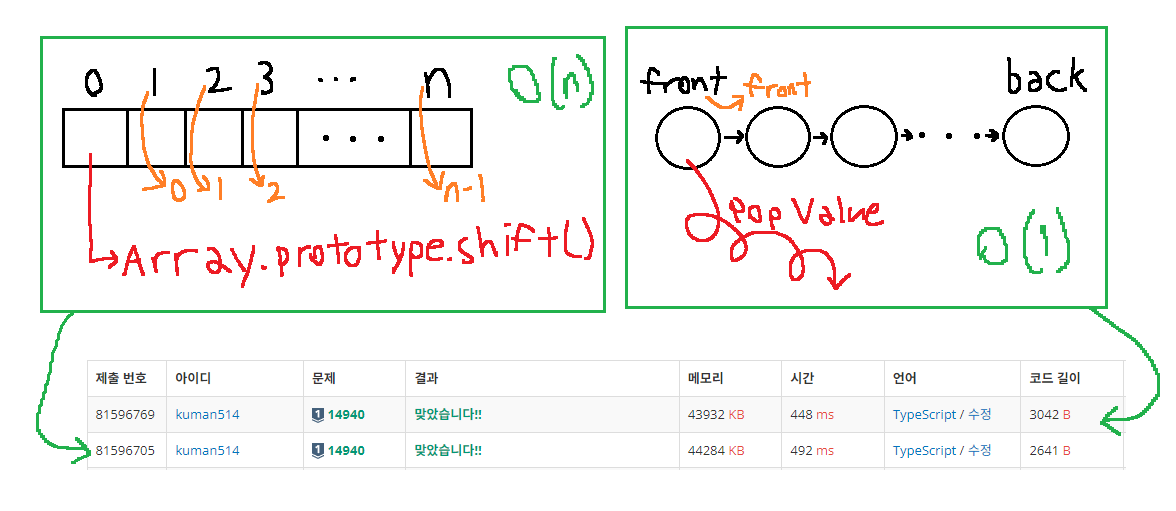 0 1 2 3 ... n O(n)
...
0 1 2 n-1
Array.prototype.shift()
front front back
...
Pop Value
O(1)
제출 번호 아이디 문제 결과 메모리 시간 언어 코드 길이
81596769 kuman514 1 14940 맞았습니다!! 43932 KB 448 ms TypeScript / 수정 3042 B
81596705 kuman514 1 14940 맞았습니다!! 44284 KB 492 ms TypeScript / 수정 2641 B